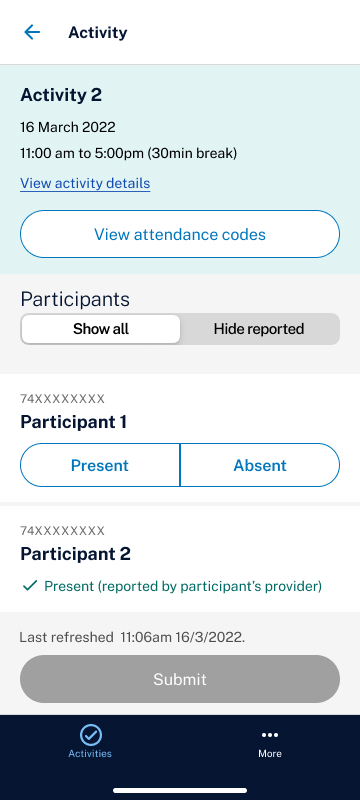 Activity
Activity 2
16 March 2022
11:00 am to 5:00pm (30min break)
View activity details
View attendance codes
Participants
Show all
Hide reported
74XXXXXXXX
Participant 1
Present
Absent
74XXXXXXXX
Participant 2
Present (reported by participant's provider)
Last refreshed  11:06am 16/3/2022.
Submit
Activities
More